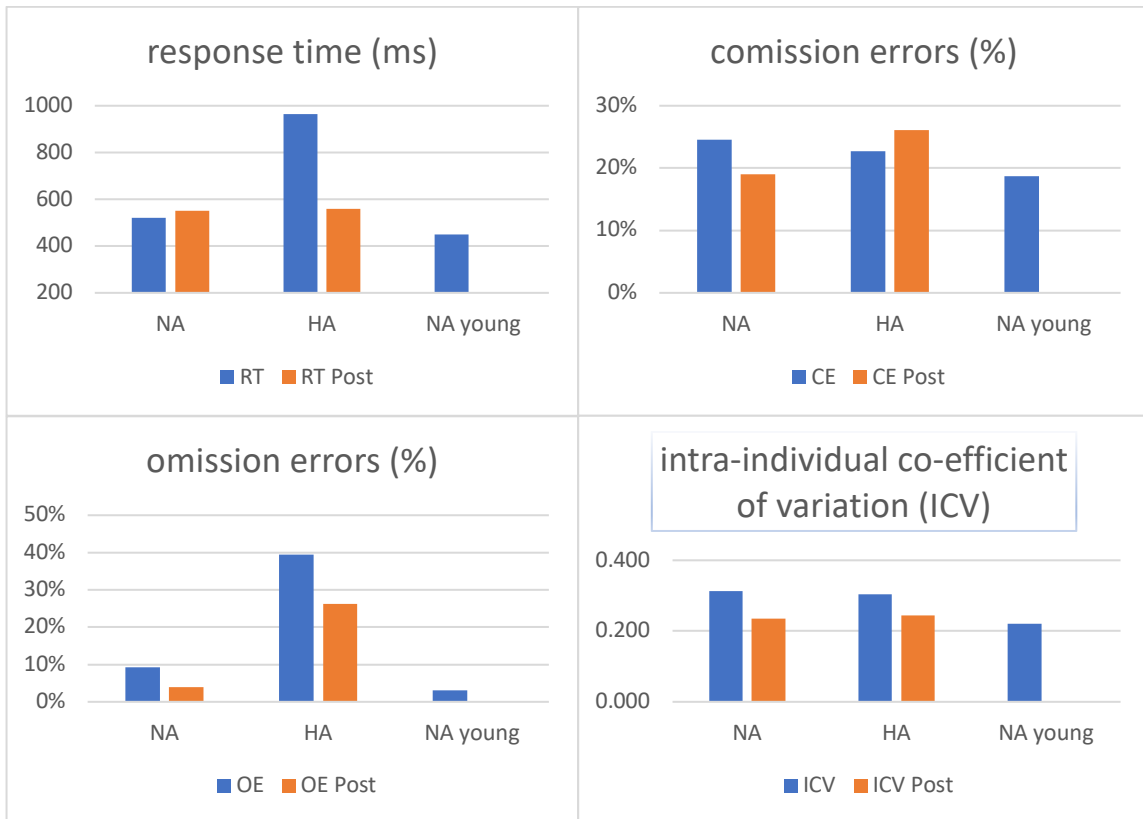 response time (ms)
1000
800
600
400
200
NA HA NA young
RT RT Post
comission errors (%)
30%
20%
10%
0%
NA HA NA young
CE CE Post
omission errors (%)
50%
40%
30%
20%
10%
0%
NA HA NA young
OE OE Post
intra-individual co-efficient
of variation (ICV)
0.400
0.200
0.000
NA HA NA young
ICV ICV Post